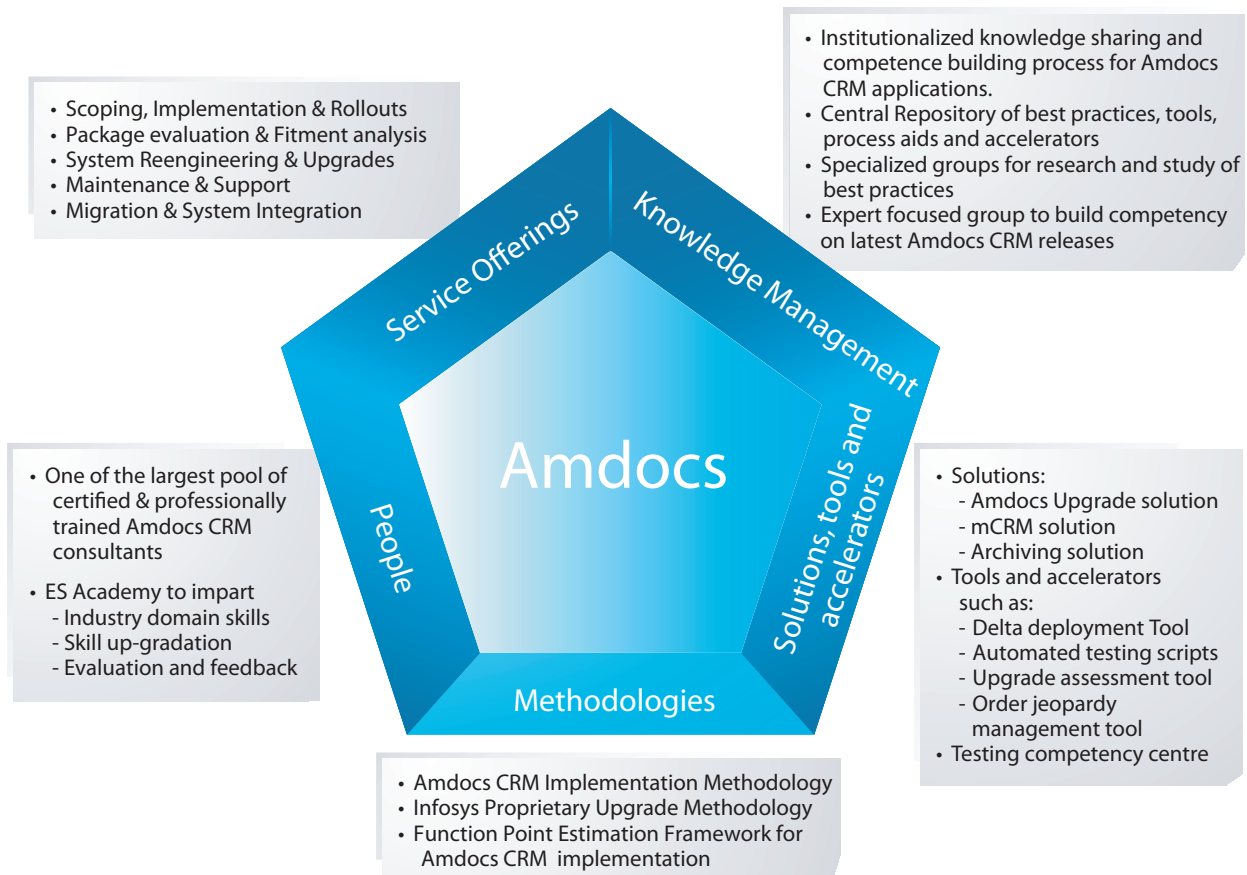 • Scoping, Implementation & Rollouts
• Package evaluation & Fitment analysis
• System Reengineering & Upgrades
• Maintenance & Support
• Migration & System Integration
• Institutionalized knowledge sharing and
competence building process for Amdocs
CRM applications.
• Central Repository of best practices, tools,
process aids and accelerators
• Specialized groups for research and study of
best practices
• Expert focused group to build competency
on latest Amdocs CRM releases
Service Offerings
Knowledge Management
Amdocs
People
Solutions, tools and
accelerators
Methodologies
• One of the largest pool of
certified & professionally
trained Amdocs CRM
consultants
• ES Academy to impart
- Industry domain skills
- Skill up-gradation
- Evaluation and feedback
• Solutions:
- Amdocs Upgrade solution
- mCRM solution
- Archiving solution
• Tools and accelerators
such as:
- Delta deployment Tool
- Automated testing scripts
- Upgrade assessment tool
- Order jeopardy
management tool
• Testing competency centre
• Amdocs CRM Implementation Methodology
• Infosys Proprietary Upgrade Methodology
• Function Point Estimation Framework for
Amdocs CRM implementation